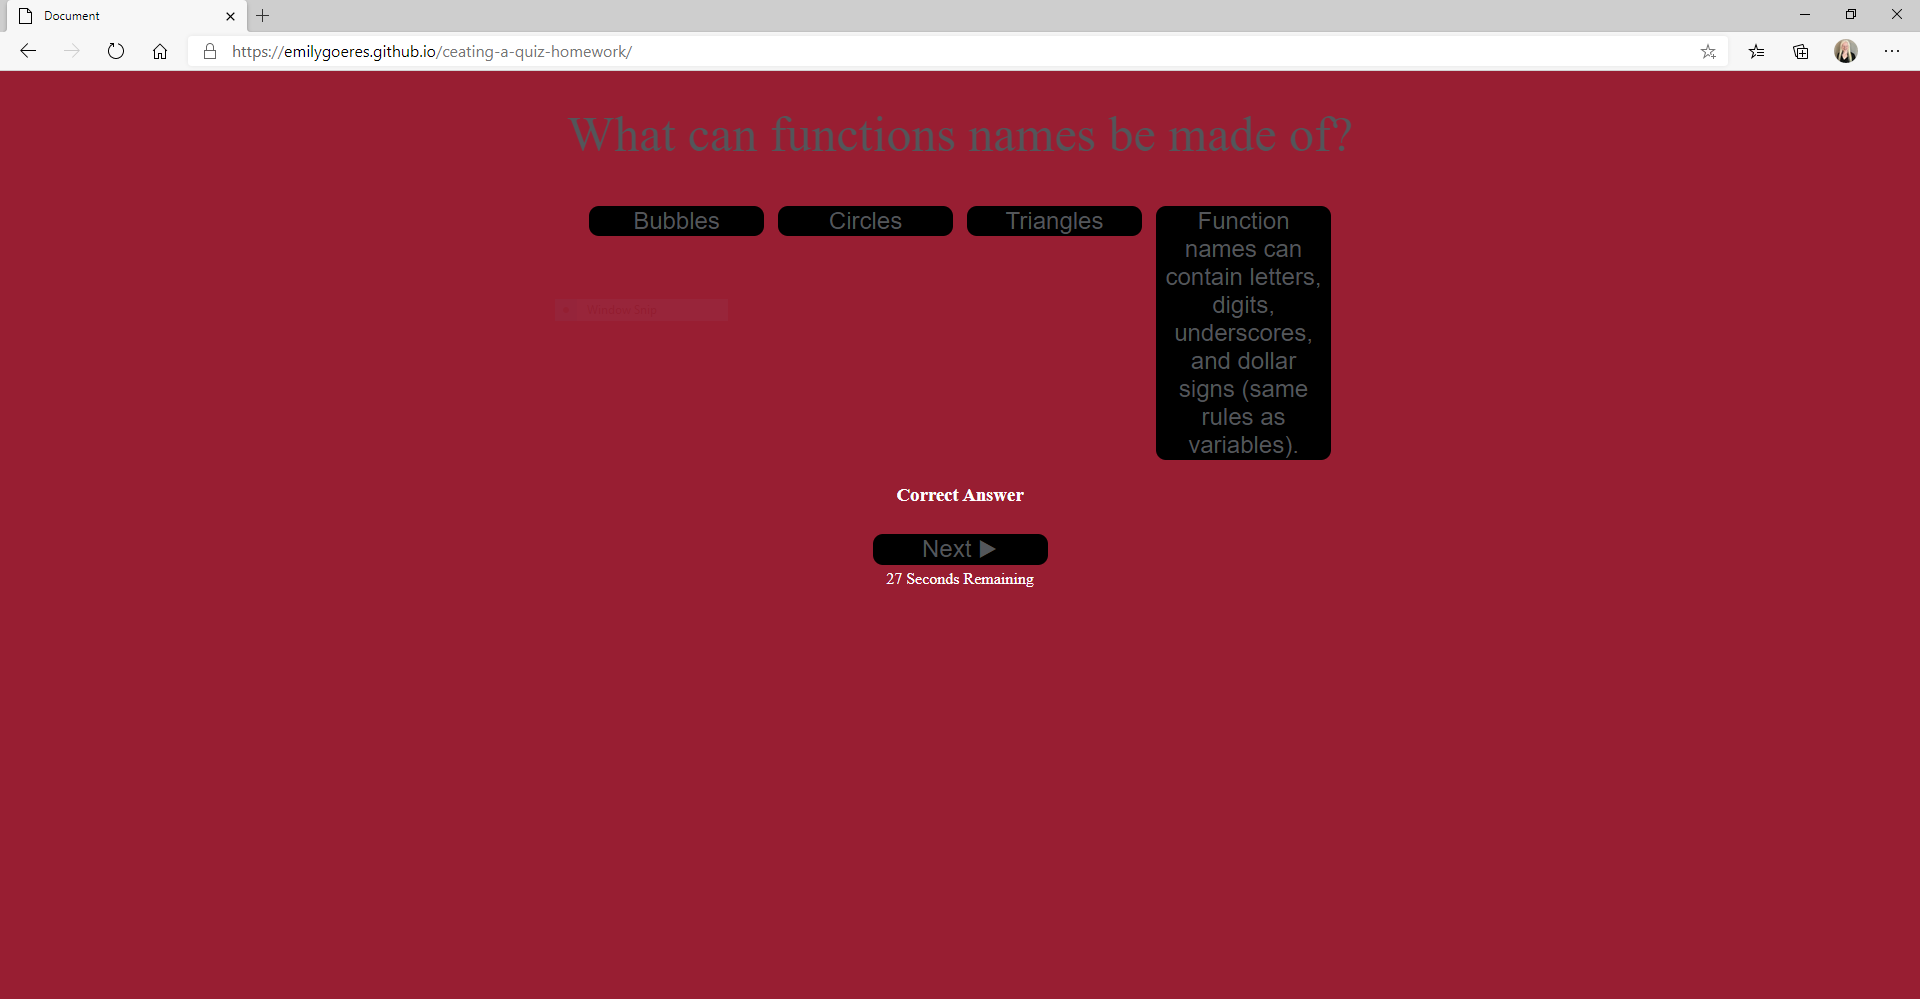 Document
https://emilygoeres.github.io/ceating-a-quiz-homework/
What can functions names be made of?
Bubbles
Circles
Triangles
Function
names can
contain letters,
digits,
underscores,
and dollar
signs (same
rules as
variables).
Window Snip
Correct Answer
Next ▶
27 Seconds Remaining